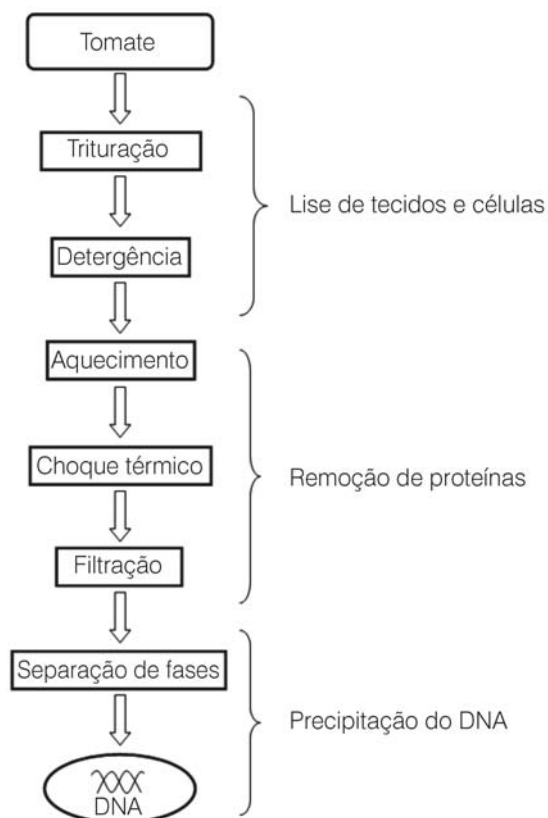 Tomate
Trituração
Lise de tecidos e células
Detergência
Aquecimento
Choque térmico
Remoção de proteínas
Filtração
Separação de fases
Precipitação do DNA
DNA